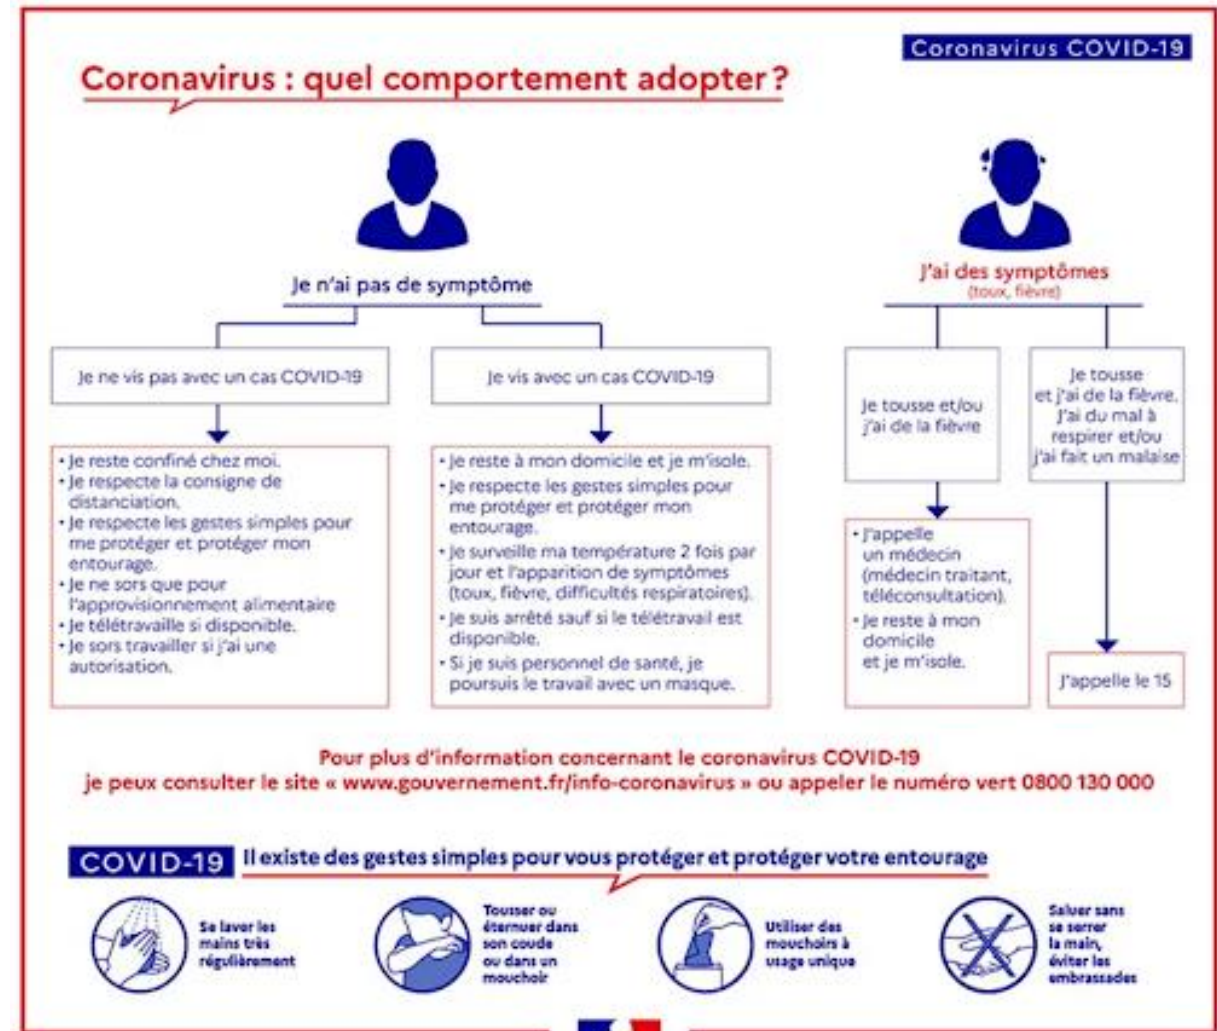 Coronavirus COVID-19
Coronavirus : quel comportement adopter ?
Je n'ai pas de symptôme
Je ne vis pas avec un cas COVID-19
• Je reste confiné chez moi.
• Je respecte la consigne de
distanciation.
• Je respecte les gestes simples pour
me protéger et protéger mon
entourage.
• Je ne sors que pour
l'approvisionnement alimentaire
• Je télétravaille si disponible.
• Je sors travailler si j'ai une
autorisation.
Je vis avec un cas COVID-19
• Je reste à mon domicile et je m'isole.
• Je respecte les gestes simples pour
me protéger et protéger mon
entourage.
• Je surveille ma température 2 fois par
jour et l'apparition de symptômes
(toux, fièvre, difficultés respiratoires).
• Je suis arrêté sauf si le télétravail est
disponible.
• Si je suis personnel de santé, je
poursuis le travail avec un masque.
J'ai des symptômes
(toux, fièvre)
Je tousse et/ou
j'ai de la fièvre
• J'appelle
un médecin
(médecin traitant,
téléconsultation).
• Je reste à mon
domicile
et je m'isole.
Je tousse
et j'ai de la fièvre.
J'ai du mal à
respirer et/ou
j'ai fait un malaise
J'appelle le 15
Pour plus d'information concernant le coronavirus COVID-19
je peux consulter le site « www.gouvernement.fr/info-coronavirus » ou appeler le numéro vert 0800 130 000
COVID-19 Il existe des gestes simples pour vous protéger et protéger votre entourage
Se laver les
mains très
régulièrement
Tousser ou
éternuer dans
son coude
ou dans un
mouchoir
Utiliser des
mouchoirs à
usage unique
Saluer sans
se serrer
la main,
éviter les
embrassades